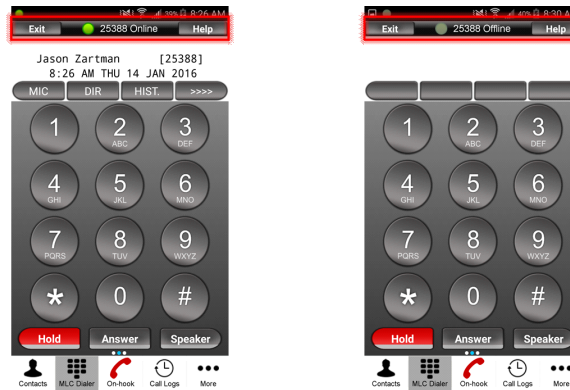 39% 8:26 AM
Exit 25388 Online Help
Jason Zartman [25388]
8:26 AM THU 14 JAN 2016
MIC DIR HIST. >>>>
1 2 3
ABC DEF
4 5 6
GHI JKL MNO
7 8 9
PQRS TUV WXYZ
* 0 #
Hold Answer Speaker
Contacts MLC Dialer On-hook Call Logs More
40% 8:30 A
Exit 25388 Offline Help
1 2 3
ABC DEF
4 5 6
GHI JKL MNO
7 8 9
PQRS TUV WXYZ
* 0 #
Hold Answer Speaker
Contacts MLC Dialer On-hook Call Logs More